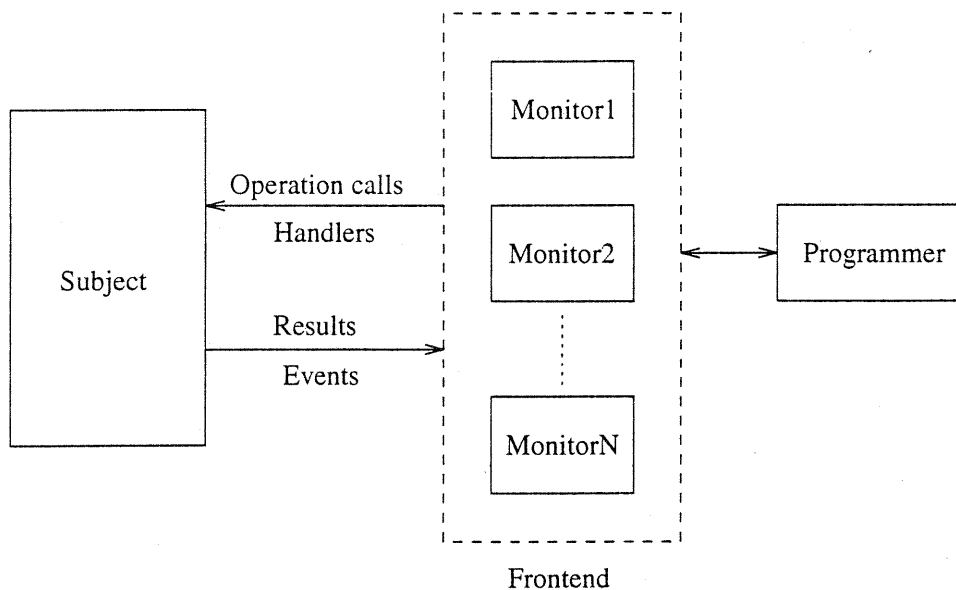 Monitor1
Operation calls
Handlers
Subject
Monitor2
Programmer
Results
Events
MonitorN
Frontend